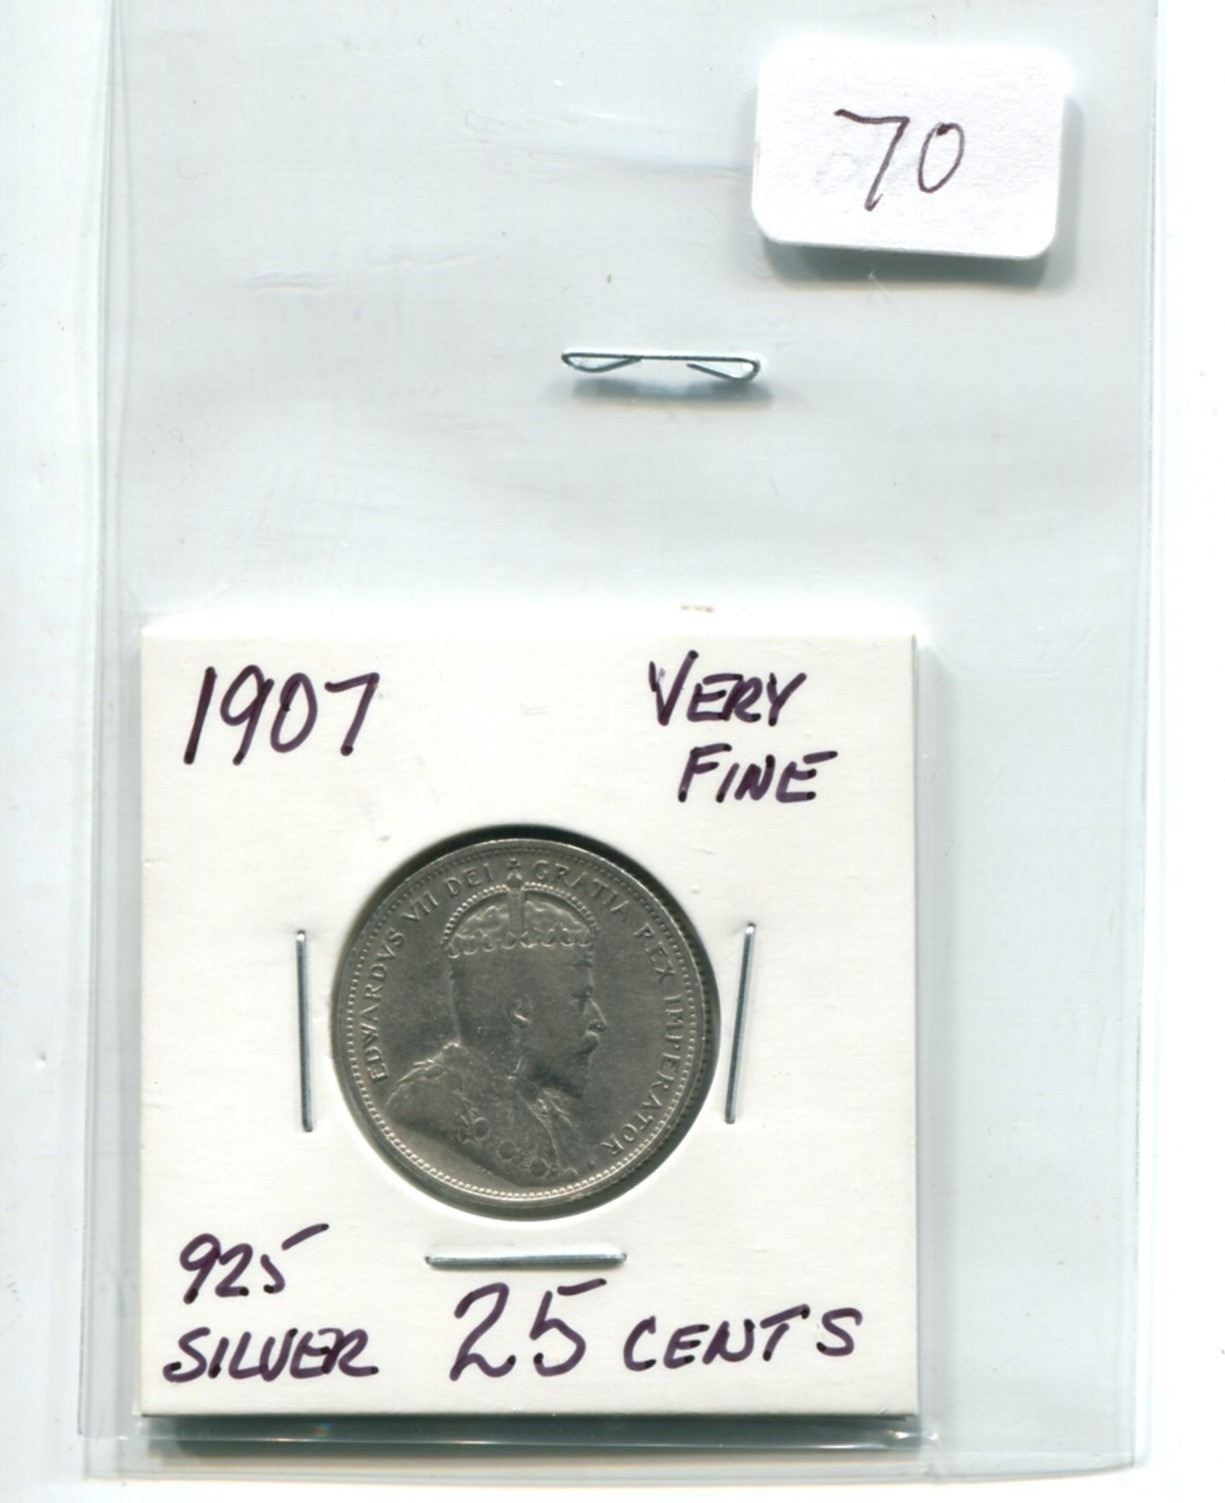 70
1907
VERY
FINE
EDWARDVS VII DEI GRATIA REX IMPERATOR
925
SILVER
25 CENTS